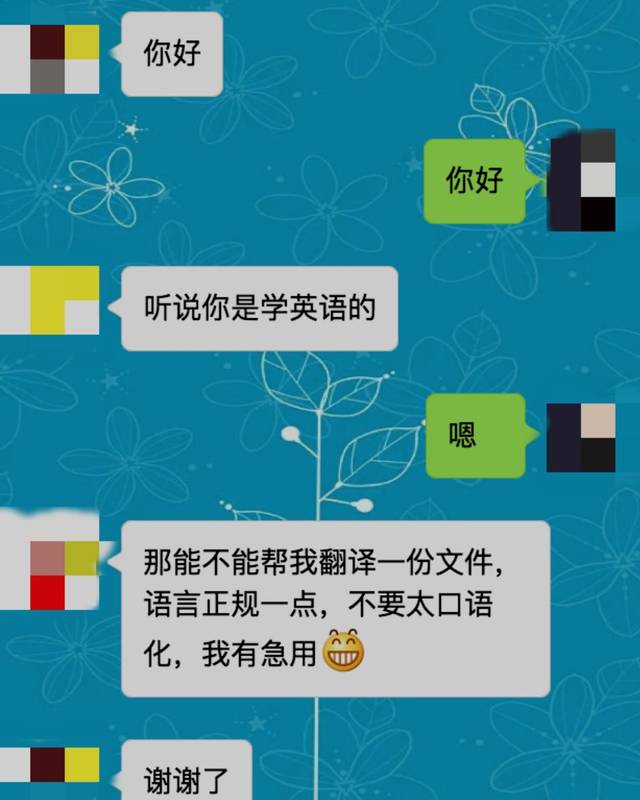 你好
你好
听说你是学英语的
嗯
那能不能帮我翻译一份文件，
语言正规一点，不要太口语
化，我有急用
谢谢了